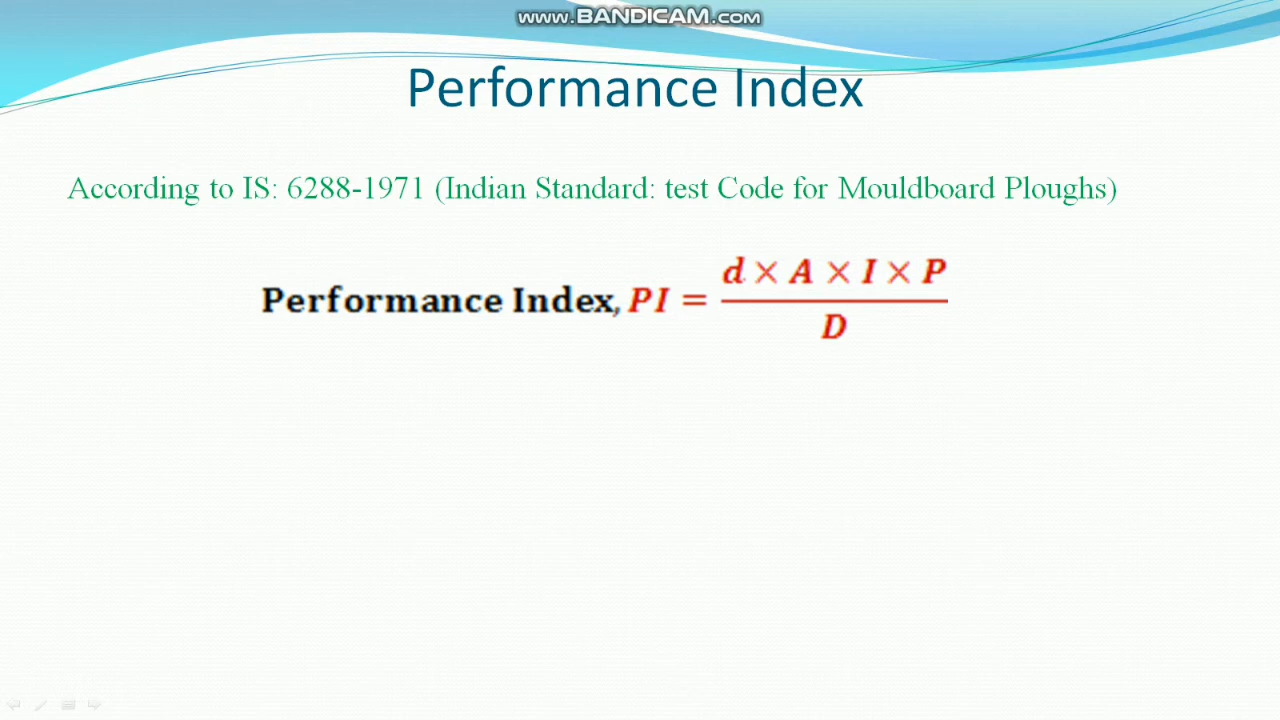 www.BANDICAM.com
Performance Index
According to IS: 6288-1971 (Indian Standard: test Code for Mouldboard Ploughs)
Performance Index, PI = \frac{d × A × I × P}{D}